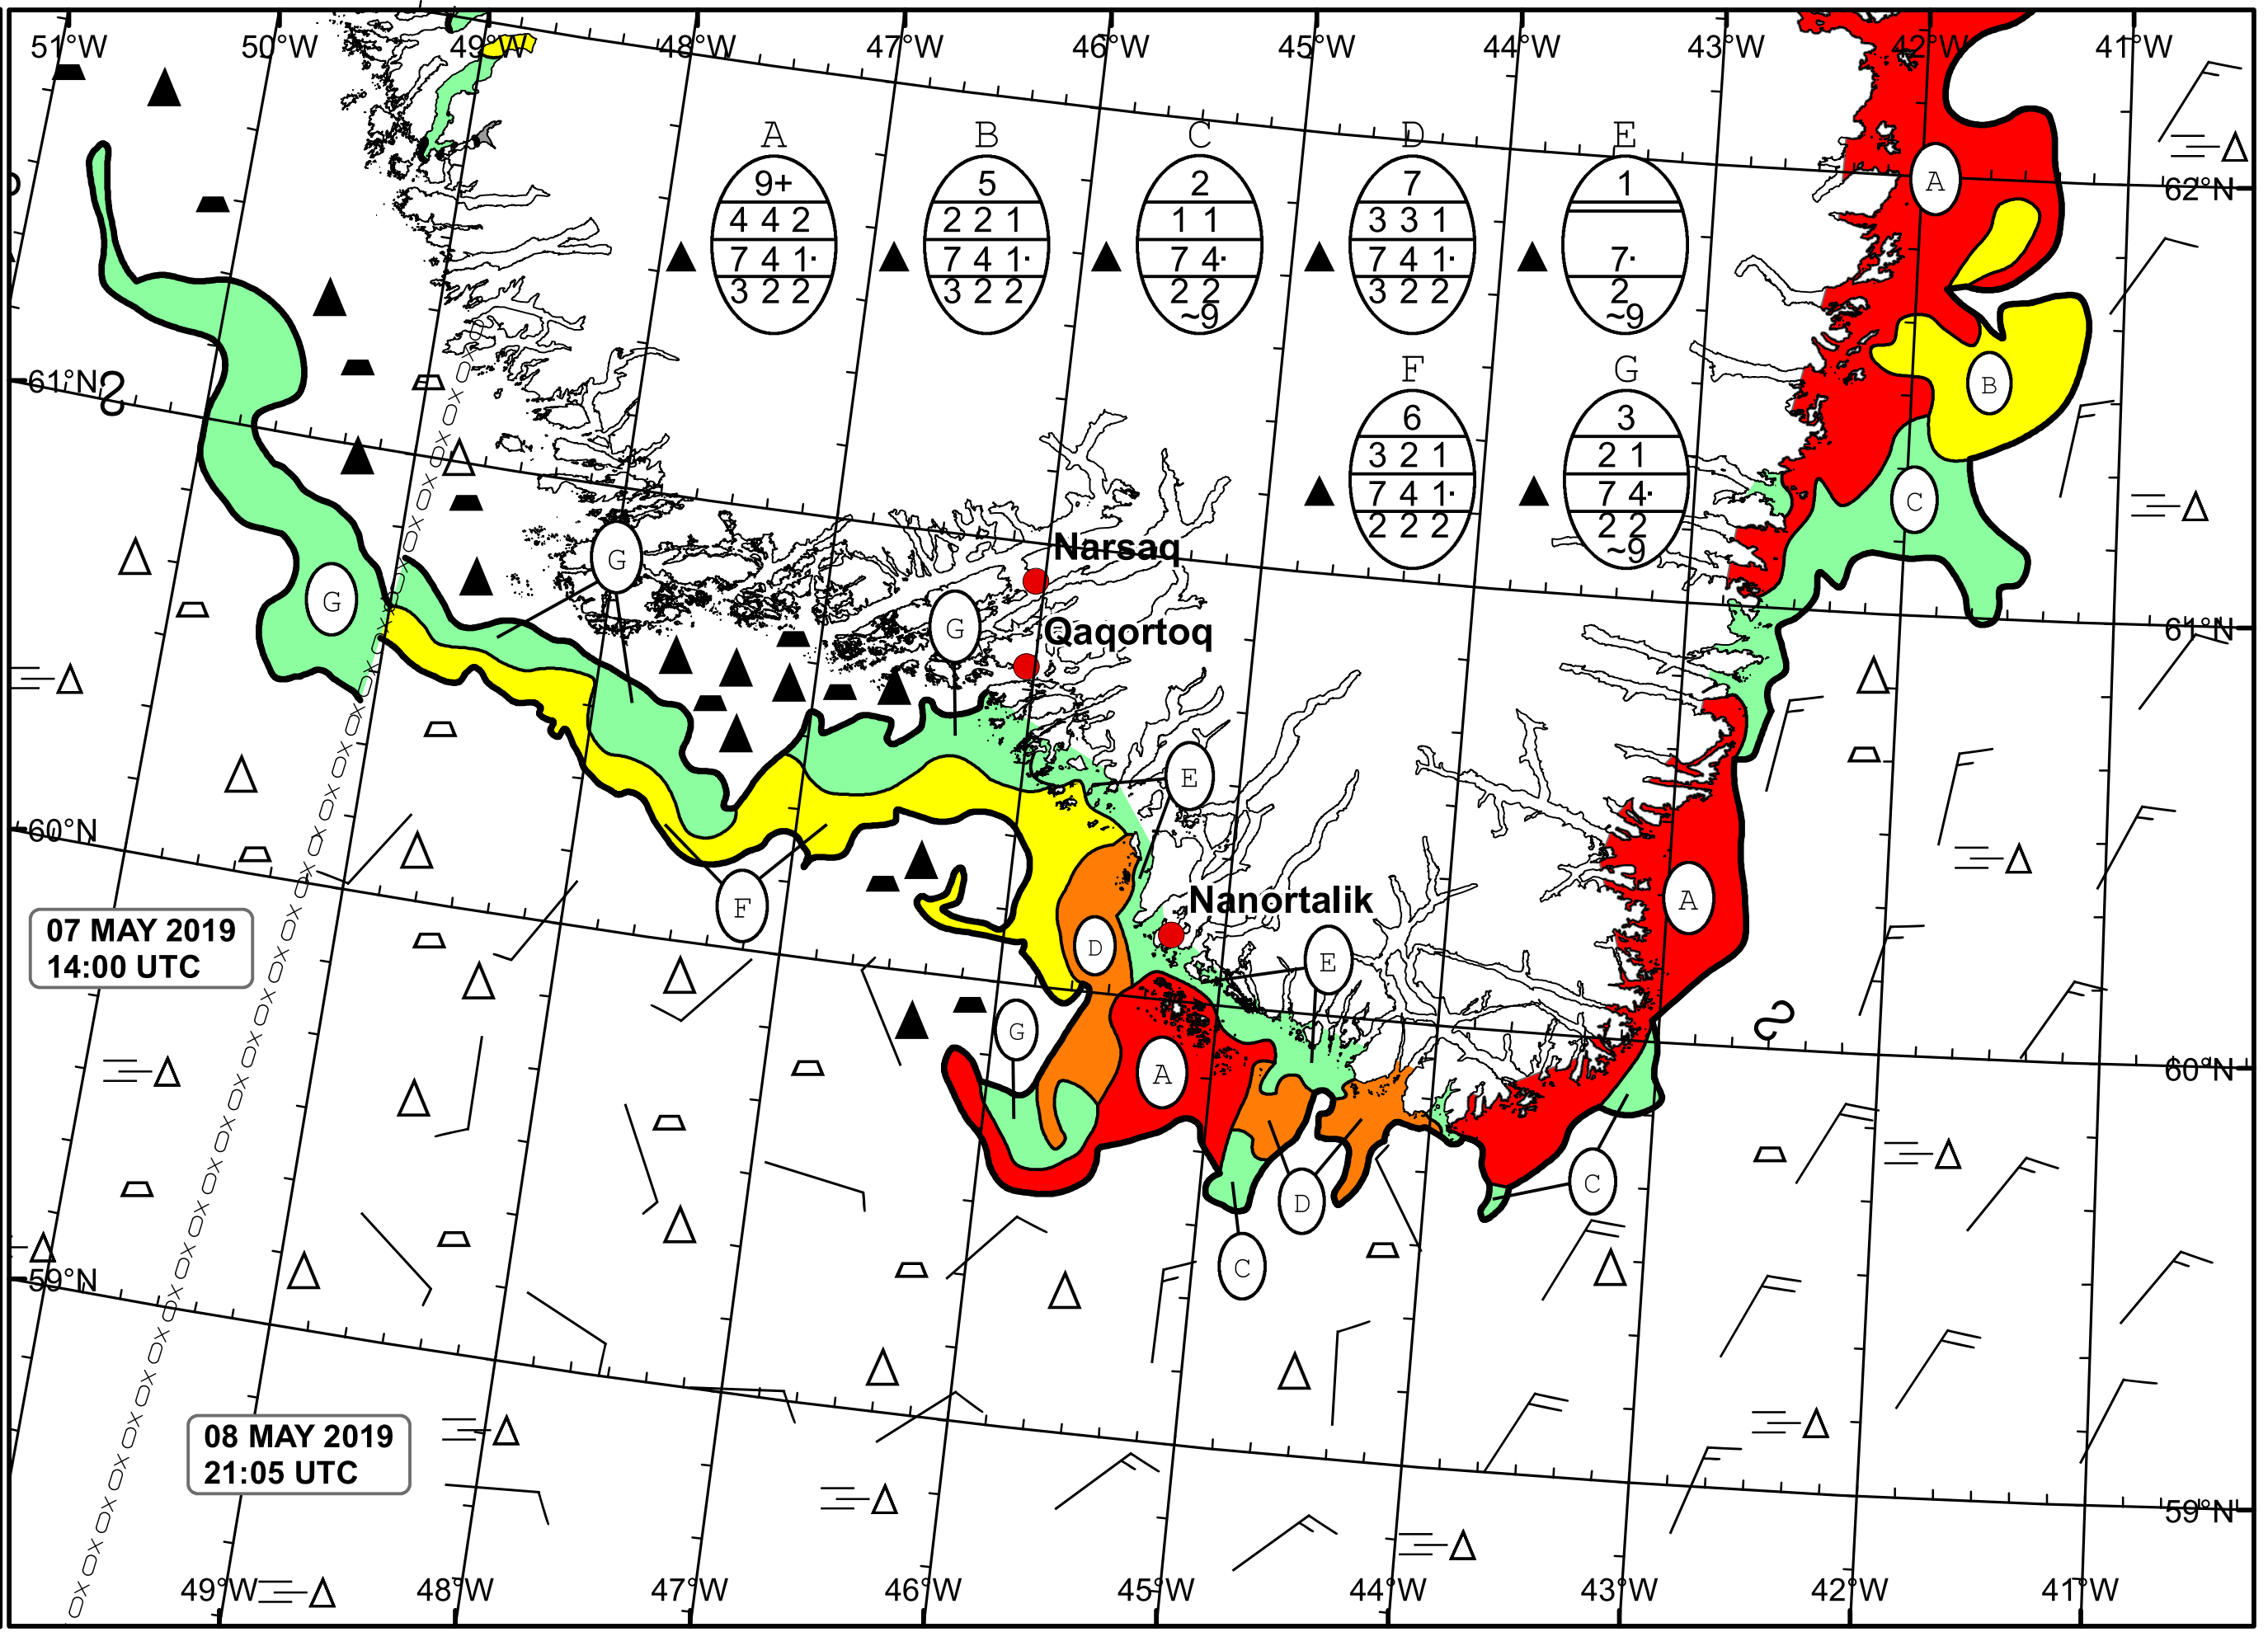 51°W 50°W 49°W 48°W 47°W 46°W 45°W 44°W 43°W 42°W 41°W
A B C D E
9+ 5 2 7 1
4 4 2 2 2 1 1 1 3 3 1
7 4 1· 7 4 1· 7 4· 7 4 1· 7·
3 2 2 3 2 2 2 2 3 2 2 2
~9 ~9
A
62°N
F G
6 3
3 2 1 2 1
7 4 1· 7 4·
2 2 2 2 2
~9
61°N
B
C
Narsaq
G
G
G
Qaqortoq
61°N
E
60°N
Nanortalik
A
F
D
E
07 MAY 2019
14:00 UTC
G
A
60°N
C
D
C
59°N
08 MAY 2019
21:05 UTC
59°N
49°W 48°W 47°W 46°W 45°W 44°W 43°W 42°W 41°W